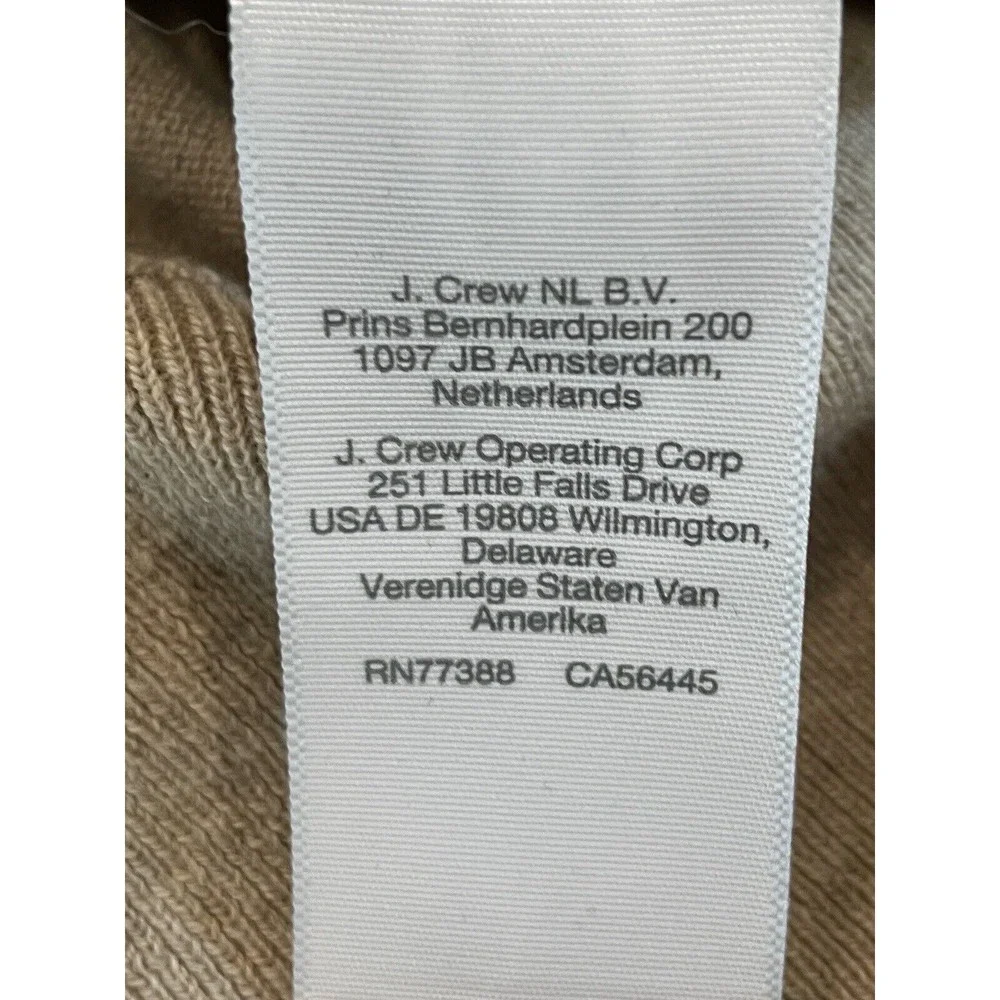 J. Crew NL B.V.
Prins Bernhardplein 200
1097 JB Amsterdam,
Netherlands
J. Crew Operating Corp
251 Little Falls Drive
USA DE 19808 Wilmington,
Delaware
Verenidge Staten Van
Amerika
RN77388 CA56445